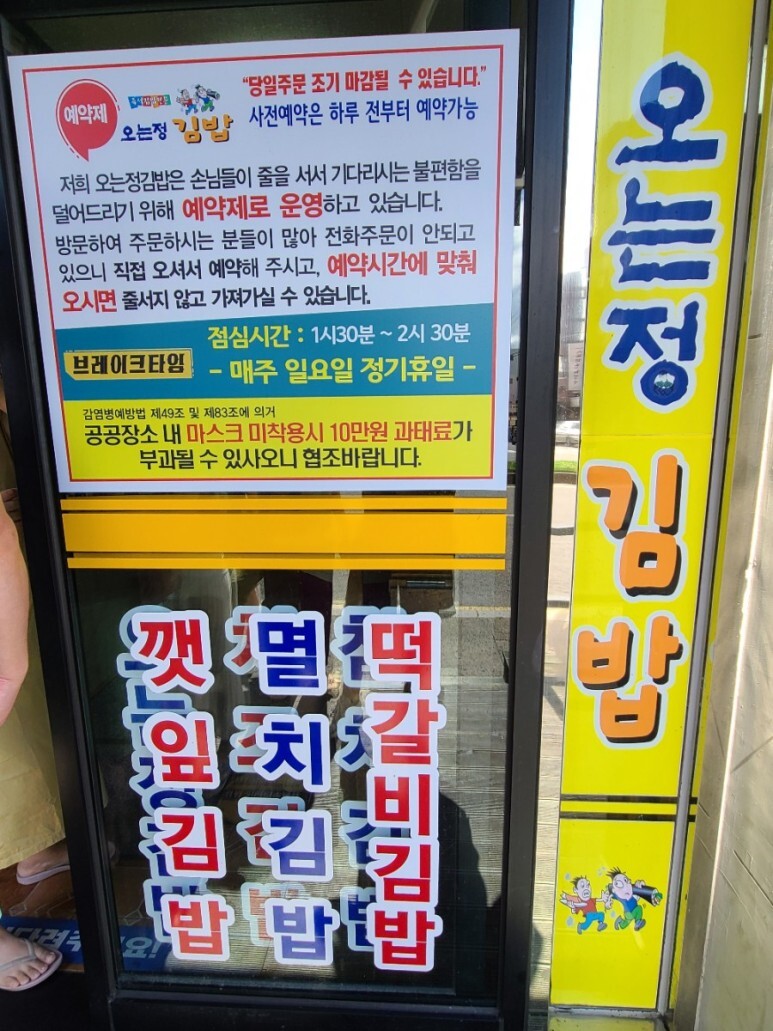 예약제
오는정 김밥
"당일주문 조기 마감될 수 있습니다."
사전예약은 하루 전부터 예약가능
저희 오는정김밥은 손님들이 줄을 서서 기다리시는 불편함을
덜어드리기 위해 예약제로 운영하고 있습니다.
방문하여 주문하시는 분들이 많아 전화주문이 안되고
있으니 직접 오셔서 예약해 주시고, 예약시간에 맞춰
오시면 줄서지 않고 가져가실 수 있습니다.
브레이크타임
점심시간 : 1시30분 ~ 2시 30분
- 매주 일요일 정기휴일 -
감염병예방법 제49조 및 제83조에 의거
공공장소 내 마스크 미착용시 10만원 과태료가
부과될 수 있사오니 협조바랍니다.
깻잎김밥
멸치김밥
떡갈비김밥
오는정
김밥